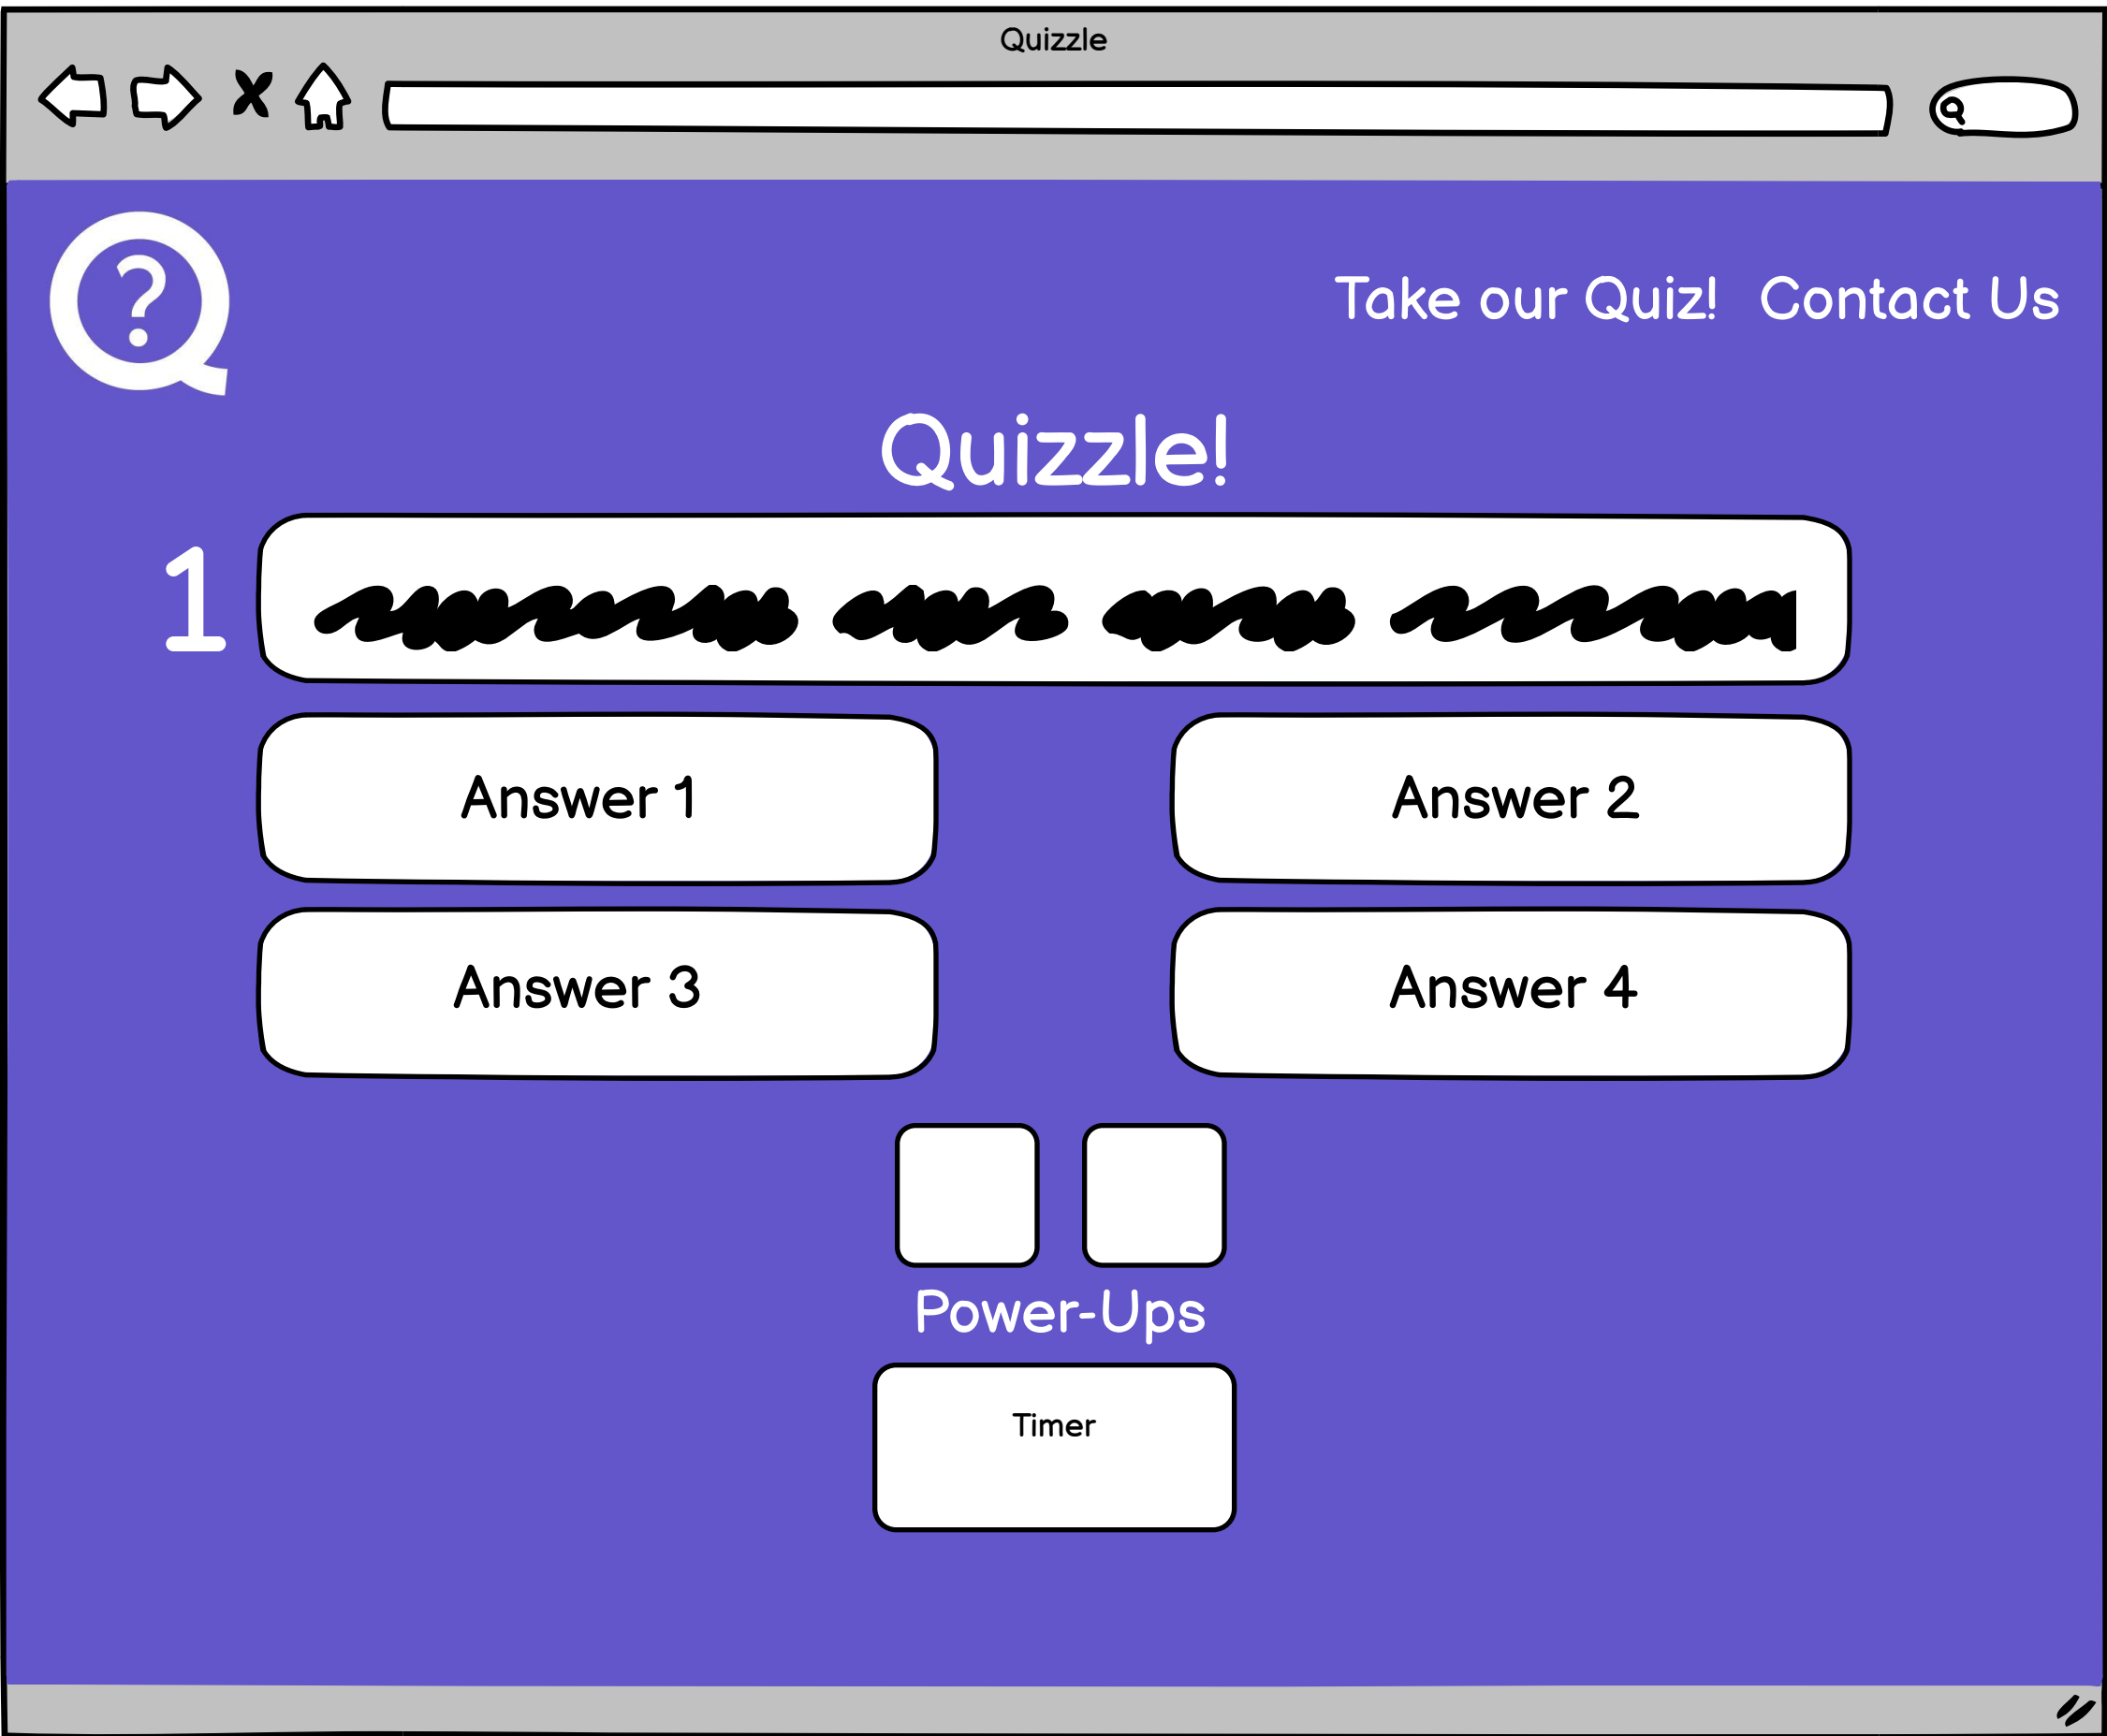 Quizzle
Take our Quiz! Contact Us
Quizzle!
1
Answer 1
Answer 2
Answer 3
Answer 4
Power-Ups
Timer